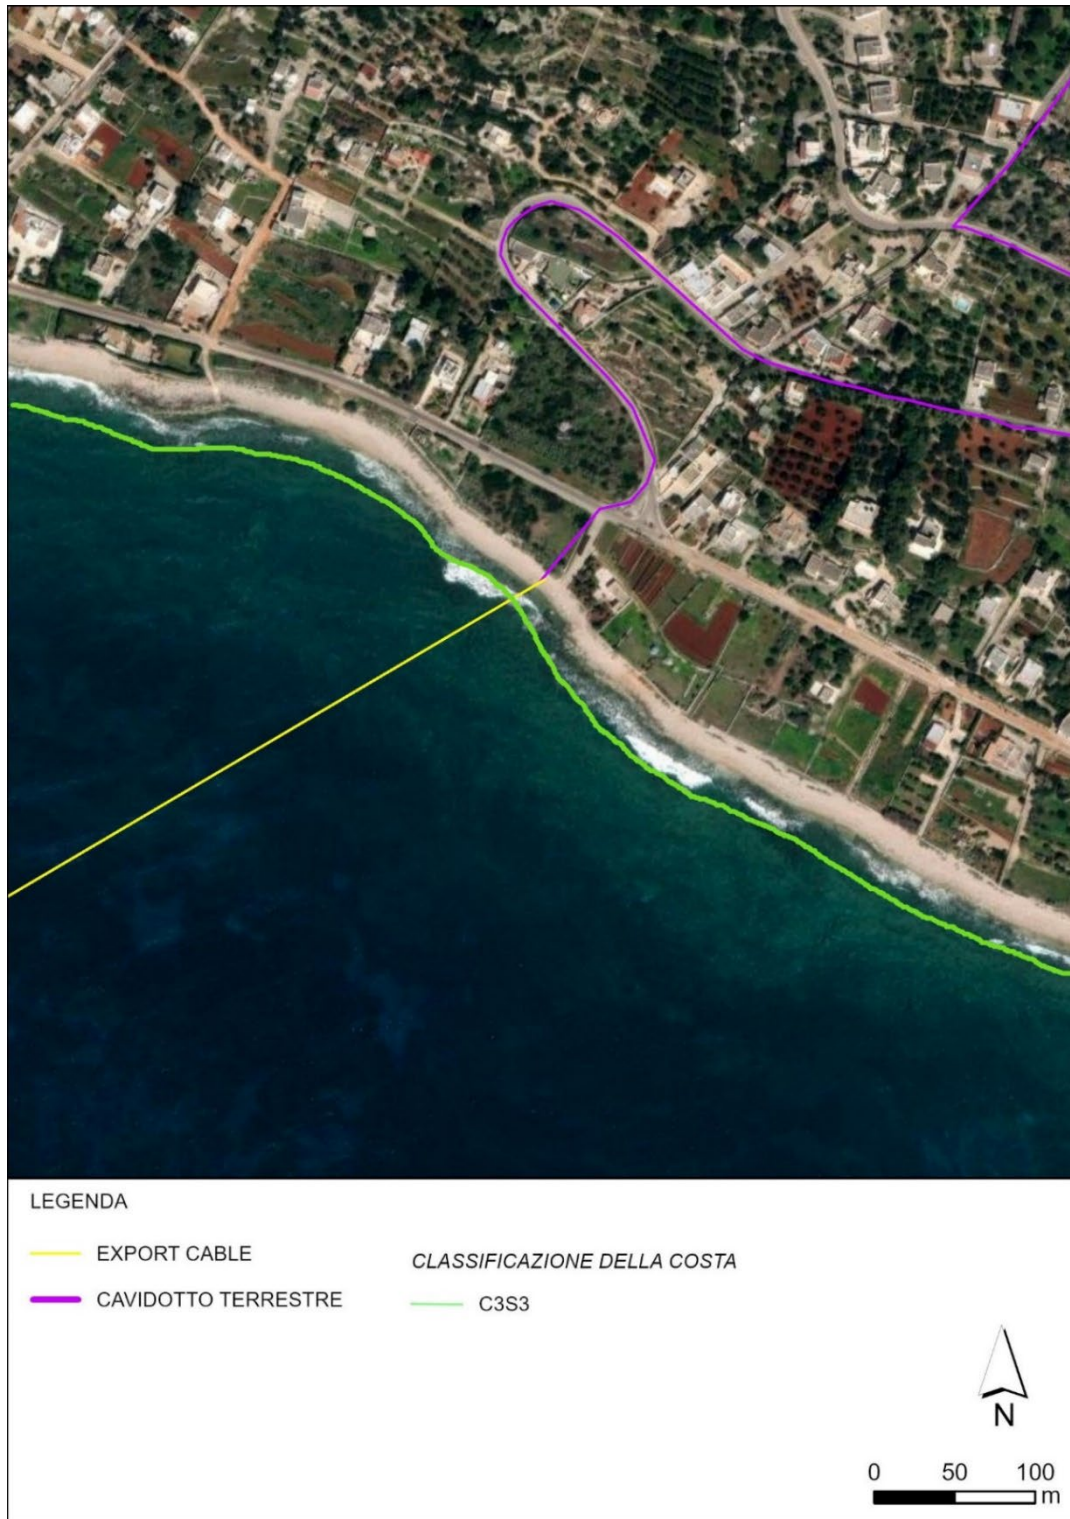 LEGENDA
EXPORT CABLE
CAVIDOTTO TERRESTRE
CLASSIFICAZIONE DELLA COSTA
C3S3
N
0 50 100
m